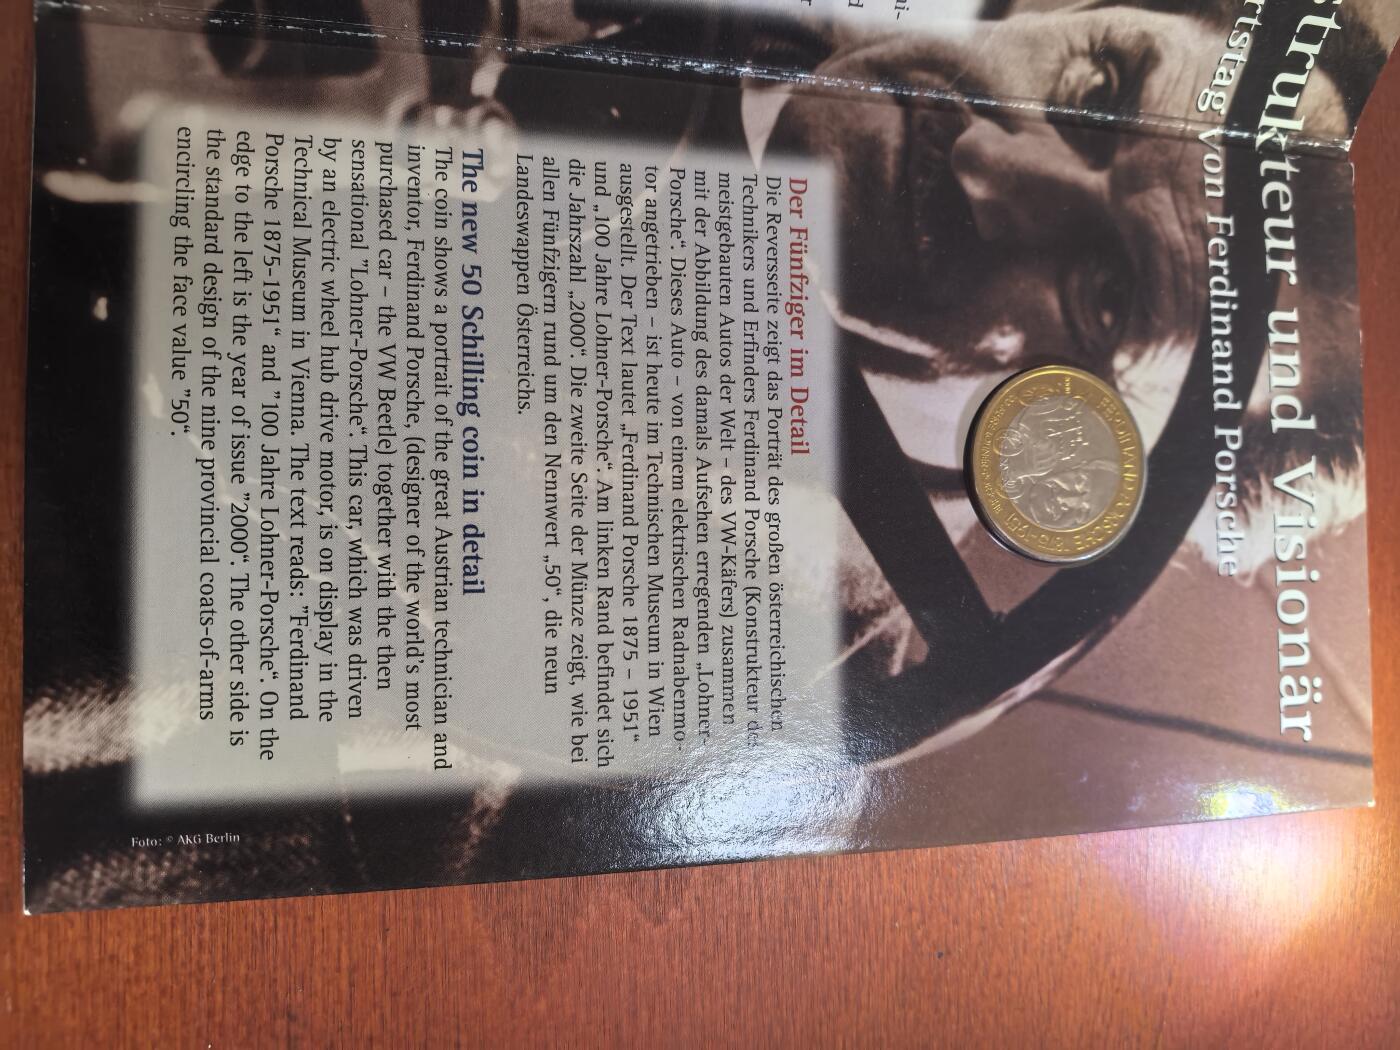 strukteur und Visionär
rtstag von Ferdinand Porsche
ni-
d
r
FERDINAND PORSCHE 1875-1951
Der Fünfziger im Detail
Die Reversseite zeigt das Porträt des großen österreichischen
Technikers und Erfinders Ferdinand Porsche (Konstrukteur des
meistgebauten Autos der Welt – des VW-Käfers) zusammen
mit der Abbildung des damals Aufsehen erregenden „Lohner-
Porsche“. Dieses Auto – von einem elektrischen Radnabenmo-
tor angetrieben – ist heute im Technischen Museum in Wien
ausgestellt. Der Text lautet „Ferdinand Porsche 1875 – 1951“
und „100 Jahre Lohner-Porsche“. Am linken Rand befindet sich
die Jahrszahl „2000“. Die zweite Seite der Münze zeigt, wie bei
allen Fünfzigern rund um den Nennwert „50“, die neun
Landeswappen Österreichs.
The new 50 Schilling coin in detail
The coin shows a portrait of the great Austrian technician and
inventor, Ferdinand Porsche, (designer of the world's most
purchased car – the VW Beetle) together with the then
sensational ”Lohner-Porsche“. This car, which was driven
by an electric wheel hub drive motor, is on display in the
Technical Museum in Vienna. The text reads: ”Ferdinand
Porsche 1875-1951“ and ”100 Jahre Lohner-Porsche“. On the
edge to the left is the year of issue ”2000“. The other side is
the standard design of the nine provincial coats-of-arms
encircling the face value ”50“.
Foto: © AKG Berlin